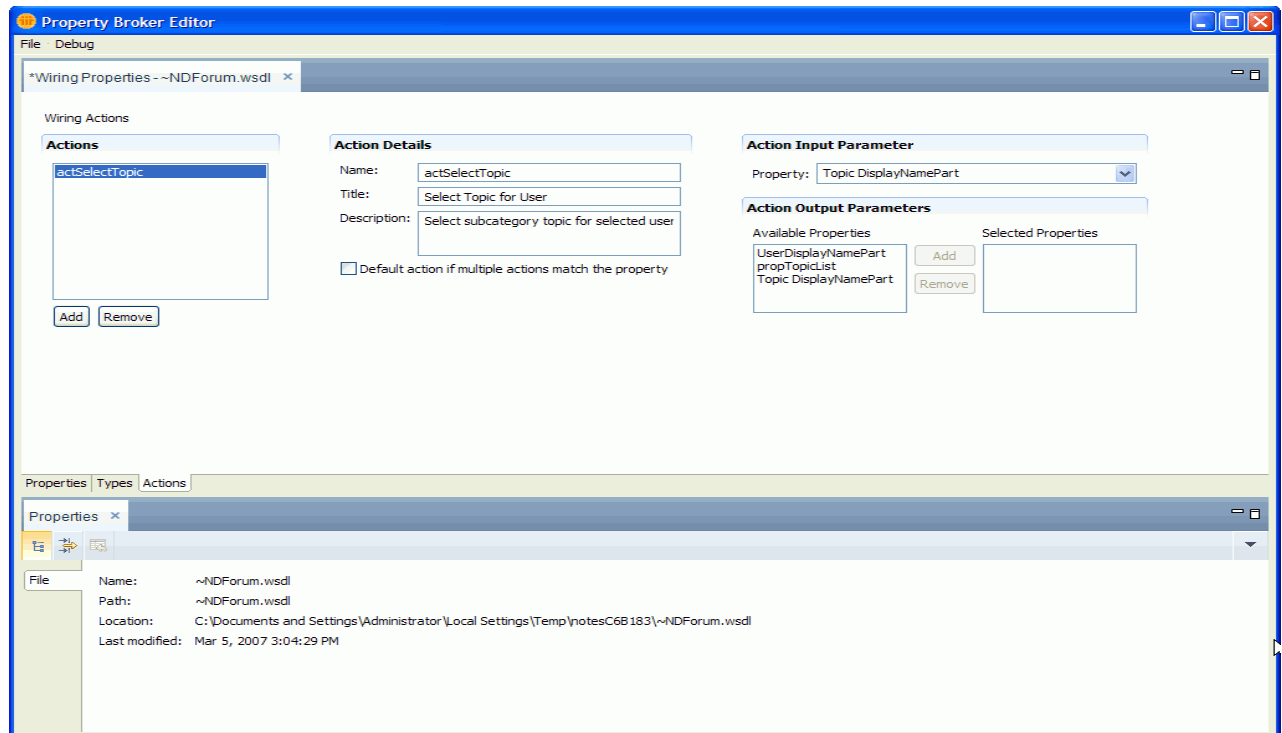 Property Broker Editor
File Debug
*Wiring Properties - ~NDForum.wsdl
Wiring Actions
Actions
actSelectTopic
Add Remove
Action Details
Name: actSelectTopic
Title: Select Topic for User
Description: Select subcategory topic for selected user
Default action if multiple actions match the property
Action Input Parameter
Property: Topic DisplayNamePart
Action Output Parameters
Available Properties
UserDisplayNamePart
propTopicList
Topic DisplayNamePart
Add
Remove
Selected Properties
Properties Types Actions
Properties
File
Name: ~NDForum.wsdl
Path: ~NDForum.wsdl
Location: C:\Documents and Settings\Administrator\Local Settings\Temp\notesC6B183\~NDForum.wsdl
Last modified: Mar 5, 2007 3:04:29 PM